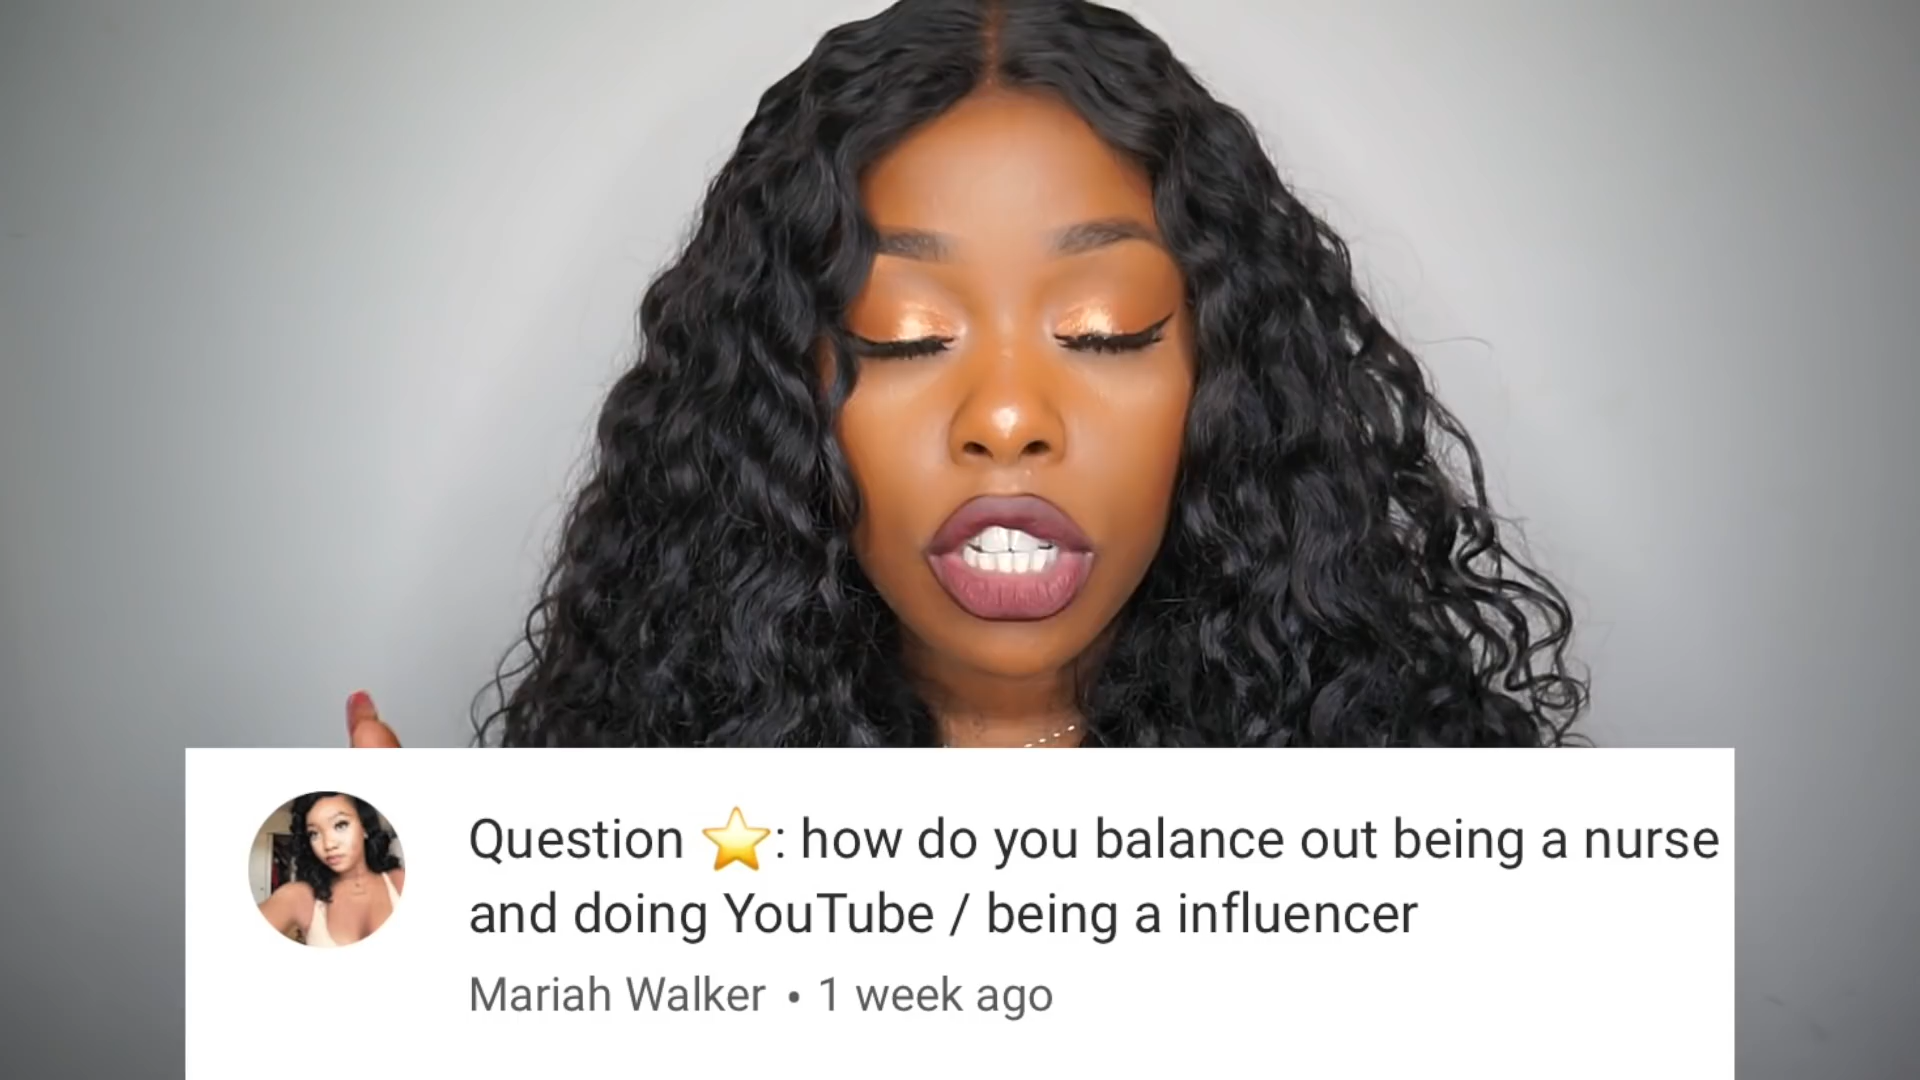 Question ⭐: how do you balance out being a nurse
and doing YouTube / being a influencer
Mariah Walker • 1 week ago